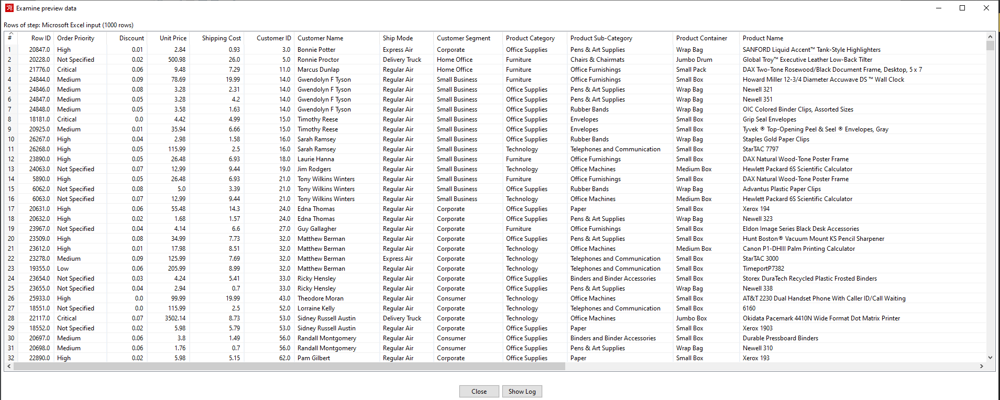 Examine preview data
Rows of step: Microsoft Excel input (1000 rows)
# Row ID Order Priority Discount Unit Price Shipping Cost Customer ID Customer Name Ship Mode Customer Segment Product Category Product Sub-Category Product Container Product Name
1 20847.0 High 0.01 2.84 0.93 3.0 Bonnie Potter Express Air Corporate Office Supplies Pens & Art Supplies Wrap Bag SANFORD Liquid Accent™ Tank-Style Highlighters
2 20228.0 Not Specified 0.02 500.98 26.0 5.0 Ronnie Proctor Delivery Truck Home Office Furniture Chairs & Chairmats Jumbo Drum Global Troy™ Executive Leather Low-Back Tilter
3 21776.0 Critical 0.06 9.48 7.29 11.0 Marcus Dunlap Regular Air Home Office Furniture Office Furnishings Small Pack DAX Two-Tone Rosewood/Black Document Frame, Desktop, 5 x 7
4 24844.0 Medium 0.09 78.69 19.99 14.0 Gwendolyn F Tyson Regular Air Small Business Furniture Office Furnishings Small Box Howard Miller 12-3/4 Diameter Accuwave DS ™ Wall Clock
5 24846.0 Medium 0.08 3.28 2.31 14.0 Gwendolyn F Tyson Regular Air Small Business Office Supplies Pens & Art Supplies Wrap Bag Newell 321
6 24847.0 Medium 0.05 3.28 4.2 14.0 Gwendolyn F Tyson Regular Air Small Business Office Supplies Pens & Art Supplies Wrap Bag Newell 351
7 24848.0 Medium 0.05 3.58 1.63 14.0 Gwendolyn F Tyson Regular Air Small Business Office Supplies Rubber Bands Wrap Bag OIC Colored Binder Clips, Assorted Sizes
8 18181.0 Critical 0.0 4.42 4.99 15.0 Timothy Reese Regular Air Small Business Office Supplies Envelopes Small Box Grip Seal Envelopes
9 20925.0 Medium 0.01 35.94 6.66 15.0 Timothy Reese Regular Air Small Business Office Supplies Envelopes Small Box Tyvek ® Top-Opening Peel & Seel ® Envelopes, Gray
10 26267.0 High 0.04 2.98 1.58 16.0 Sarah Ramsey Regular Air Small Business Office Supplies Rubber Bands Wrap Bag Staples Gold Paper Clips
11 26268.0 High 0.05 115.99 2.5 16.0 Sarah Ramsey Regular Air Small Business Technology Telephones and Communication Small Box StarTAC 7797
12 23890.0 High 0.05 26.48 6.93 18.0 Laurie Hanna Regular Air Small Business Furniture Office Furnishings Small Box DAX Natural Wood-Tone Poster Frame
13 24063.0 Not Specified 0.07 12.99 9.44 19.0 Jim Rodgers Regular Air Small Business Technology Office Machines Medium Box Hewlett Packard 6S Scientific Calculator
14 5890.0 High 0.05 26.48 6.93 21.0 Tony Wilkins Winters Regular Air Small Business Furniture Office Furnishings Small Box DAX Natural Wood-Tone Poster Frame
15 6062.0 Not Specified 0.08 5.0 3.39 21.0 Tony Wilkins Winters Regular Air Small Business Office Supplies Rubber Bands Wrap Bag Advantus Plastic Paper Clips
16 6063.0 Not Specified 0.07 12.99 9.44 21.0 Tony Wilkins Winters Regular Air Small Business Technology Office Machines Medium Box Hewlett Packard 6S Scientific Calculator
17 20631.0 High 0.06 55.48 14.3 24.0 Edna Thomas Regular Air Corporate Office Supplies Paper Small Box Xerox 194
18 20632.0 High 0.02 1.68 1.57 24.0 Edna Thomas Regular Air Corporate Office Supplies Pens & Art Supplies Wrap Bag Newell 323
19 23967.0 Not Specified 0.04 4.14 6.6 27.0 Guy Gallagher Regular Air Corporate Furniture Office Furnishings Small Box Eldon Image Series Black Desk Accessories
20 23509.0 High 0.08 34.99 7.73 32.0 Matthew Berman Regular Air Corporate Office Supplies Pens & Art Supplies Small Box Hunt Boston® Vacuum Mount KS Pencil Sharpener
21 23612.0 High 0.01 17.98 8.51 32.0 Matthew Berman Regular Air Corporate Technology Office Machines Medium Box Canon P1-DHIII Palm Printing Calculator
22 23278.0 Medium 0.09 125.99 7.69 32.0 Matthew Berman Express Air Corporate Technology Telephones and Communication Small Box StarTAC 3000
23 19355.0 Low 0.06 205.99 8.99 32.0 Matthew Berman Regular Air Corporate Technology Telephones and Communication Small Box TimeportP7382
24 23654.0 Not Specified 0.03 4.24 5.41 33.0 Ricky Hensley Regular Air Corporate Office Supplies Binders and Binder Accessories Small Box Storex DuraTech Recycled Plastic Frosted Binders
25 23655.0 Not Specified 0.04 2.94 0.7 33.0 Ricky Hensley Regular Air Corporate Office Supplies Pens & Art Supplies Wrap Bag Newell 338
26 25933.0 High 0.0 99.99 19.99 43.0 Theodore Moran Regular Air Consumer Technology Office Machines Small Box AT&T 2230 Dual Handset Phone With Caller ID/Call Waiting
27 18551.0 Not Specified 0.0 115.99 2.5 52.0 Lorraine Kelly Regular Air Corporate Technology Telephones and Communication Small Box 6160
28 22117.0 Critical 0.07 3502.14 8.73 53.0 Sidney Russell Austin Delivery Truck Corporate Technology Office Machines Jumbo Box Okidata Pacemark 4410N Wide Format Dot Matrix Printer
29 18552.0 Not Specified 0.02 5.98 5.79 53.0 Sidney Russell Austin Regular Air Corporate Office Supplies Paper Small Box Xerox 1903
30 20697.0 Medium 0.06 3.8 1.49 56.0 Randall Montgomery Regular Air Consumer Office Supplies Binders and Binder Accessories Small Box Durable Pressboard Binders
31 20698.0 Medium 0.06 1.76 0.7 56.0 Randall Montgomery Regular Air Consumer Office Supplies Pens & Art Supplies Wrap Bag Newell 310
32 22890.0 High 0.02 5.98 5.15 62.0 Pam Gilbert Regular Air Corporate Office Supplies Paper Small Box Xerox 193
Close Show Log